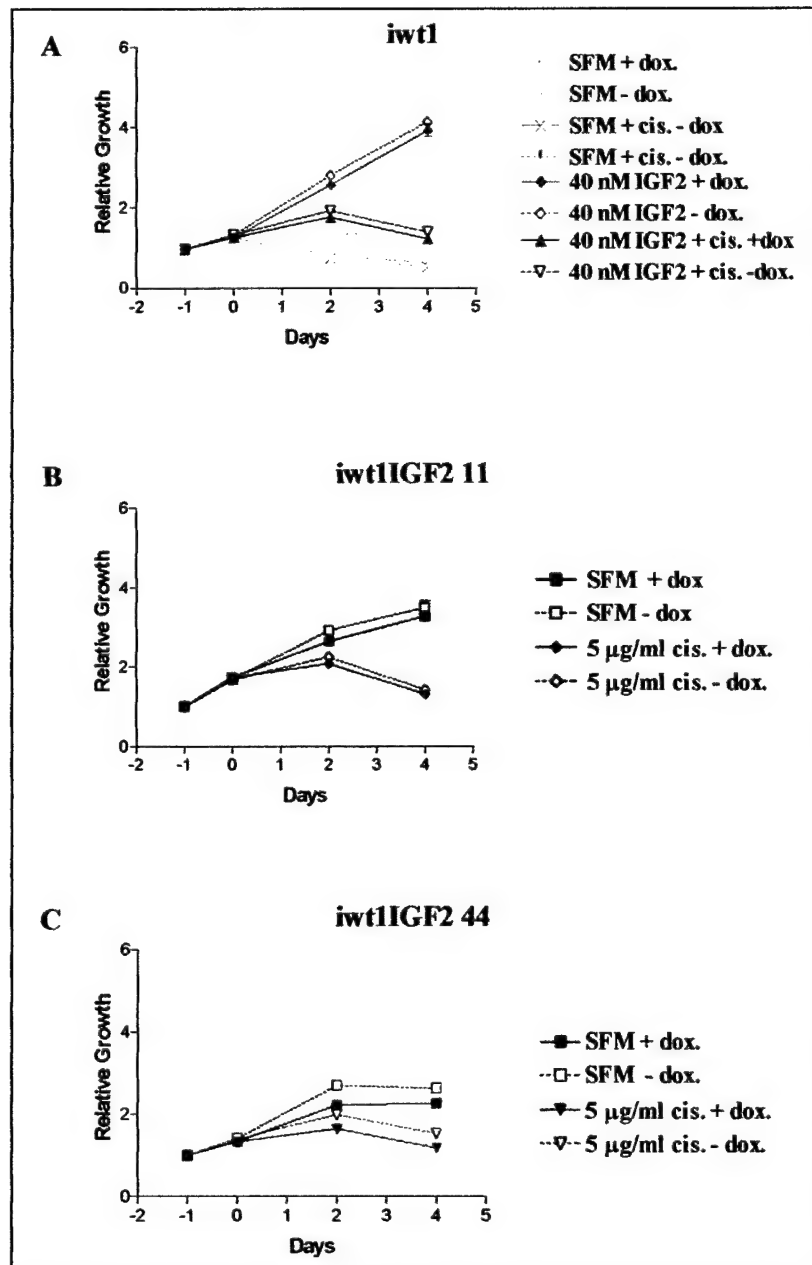 A
iwt1
6
4
2
0
Relative Growth
-2 -1 0 1 2 3 4 5
Days
SFM + dox.
SFM - dox.
SFM + cis. - dox
SFM + cis. - dox.
40 nM IGF2 + dox.
40 nM IGF2 - dox.
40 nM IGF2 + cis. +dox
40 nM IGF2 + cis. -dox.
B
iwt1IGF2 11
6
4
2
0
Relative Growth
-2 -1 0 1 2 3 4 5
Days
SFM + dox
SFM - dox
5 µg/ml cis. + dox.
5 µg/ml cis. - dox.
C
iwt1IGF2 44
6
4
2
0
Relative Growth
-2 -1 0 1 2 3 4 5
Days
SFM + dox.
SFM - dox.
5 µg/ml cis. + dox.
5 µg/ml cis. - dox.